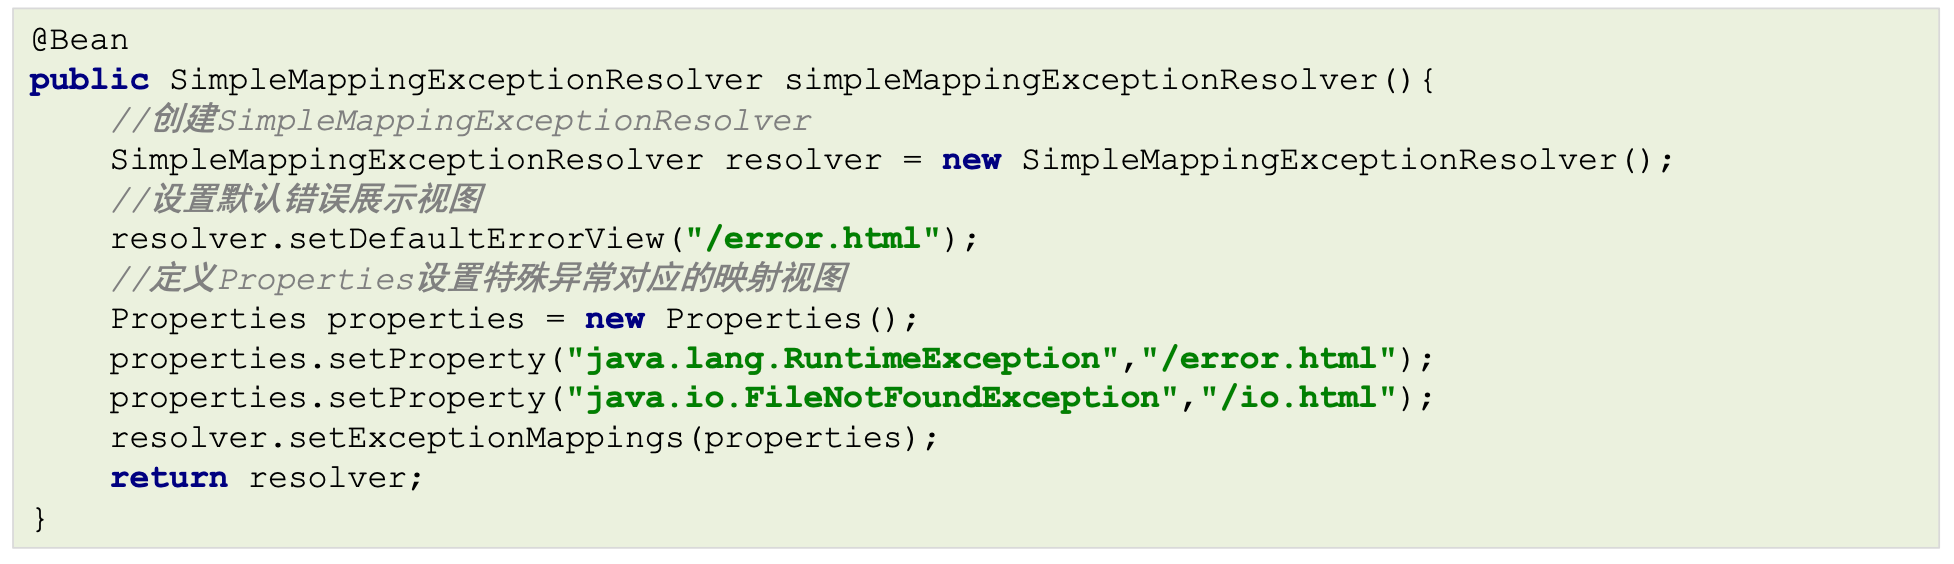 @Bean
public SimpleMappingExceptionResolver simpleMappingExceptionResolver(){
    //创建SimpleMappingExceptionResolver
    SimpleMappingExceptionResolver resolver = new SimpleMappingExceptionResolver();
    //设置默认错误展示视图
    resolver.setDefaultErrorView("/error.html");
    //定义Properties设置特殊异常对应的映射视图
    Properties properties = new Properties();
    properties.setProperty("java.lang.RuntimeException","/error.html");
    properties.setProperty("java.io.FileNotFoundException","/io.html");
    resolver.setExceptionMappings(properties);
    return resolver;
}